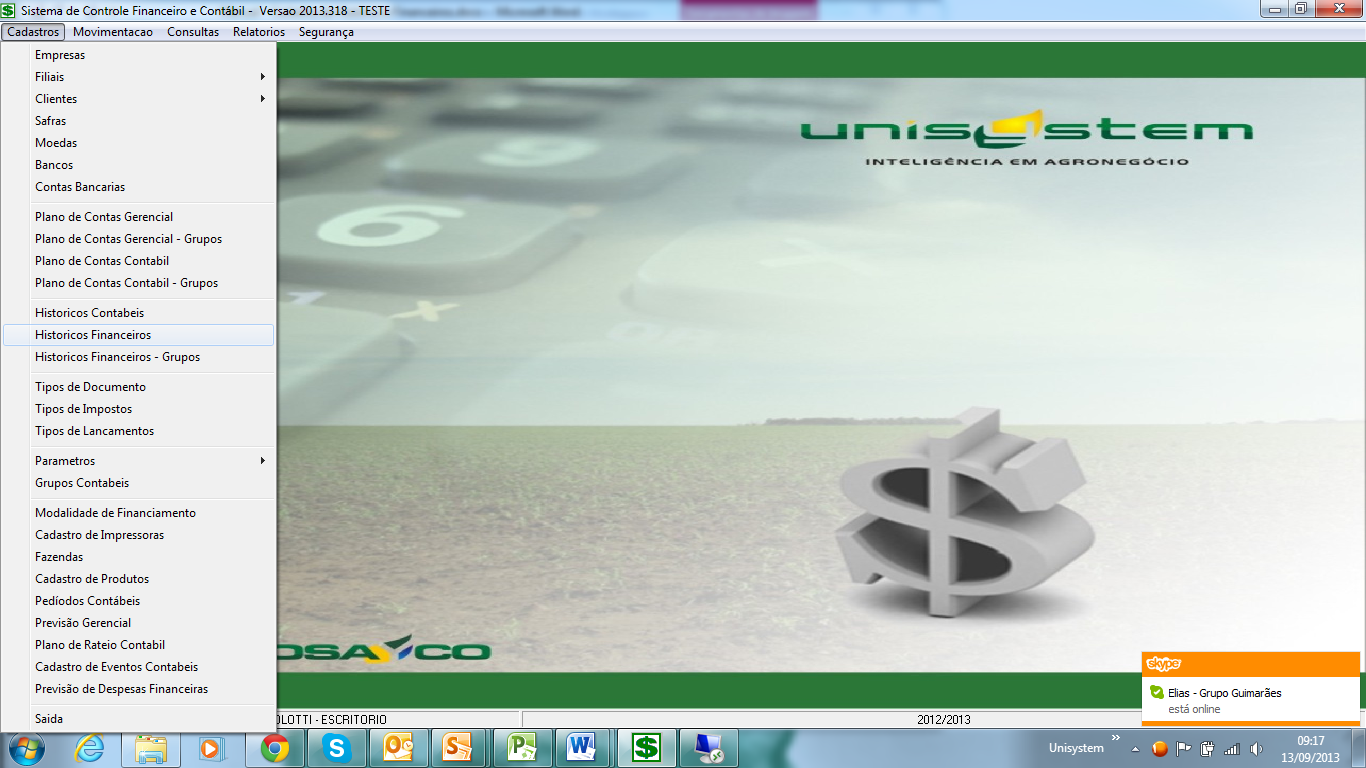 Sistema de Controle Financeiro e Contábil - Versao 2013.318 - TESTE
Cadastros Movimentacao Consultas Relatorios Segurança
Empresas
Filiais
Clientes
Safras
Moedas
Bancos
Contas Bancarias
Plano de Contas Gerencial
Plano de Contas Gerencial - Grupos
Plano de Contas Contabil
Plano de Contas Contabil - Grupos
Historicos Contabeis
Historicos Financeiros
Historicos Financeiros - Grupos
Tipos de Documento
Tipos de Impostos
Tipos de Lancamentos
Parametros
Grupos Contabeis
Modalidade de Financiamento
Cadastro de Impressoras
Fazendas
Cadastro de Produtos
Pedíodos Contábeis
Previsão Gerencial
Plano de Rateio Contabil
Cadastro de Eventos Contabeis
Previsão de Despesas Financeiras
Saida
unisystem
INTELIGÊNCIA EM AGRONEGÓCIO
6
OSAYCO
skype
Elias - Grupo Guimarães
está online
OLOTTI - ESCRITORIO
2012/2013
Unisystem
09:17
13/09/2013